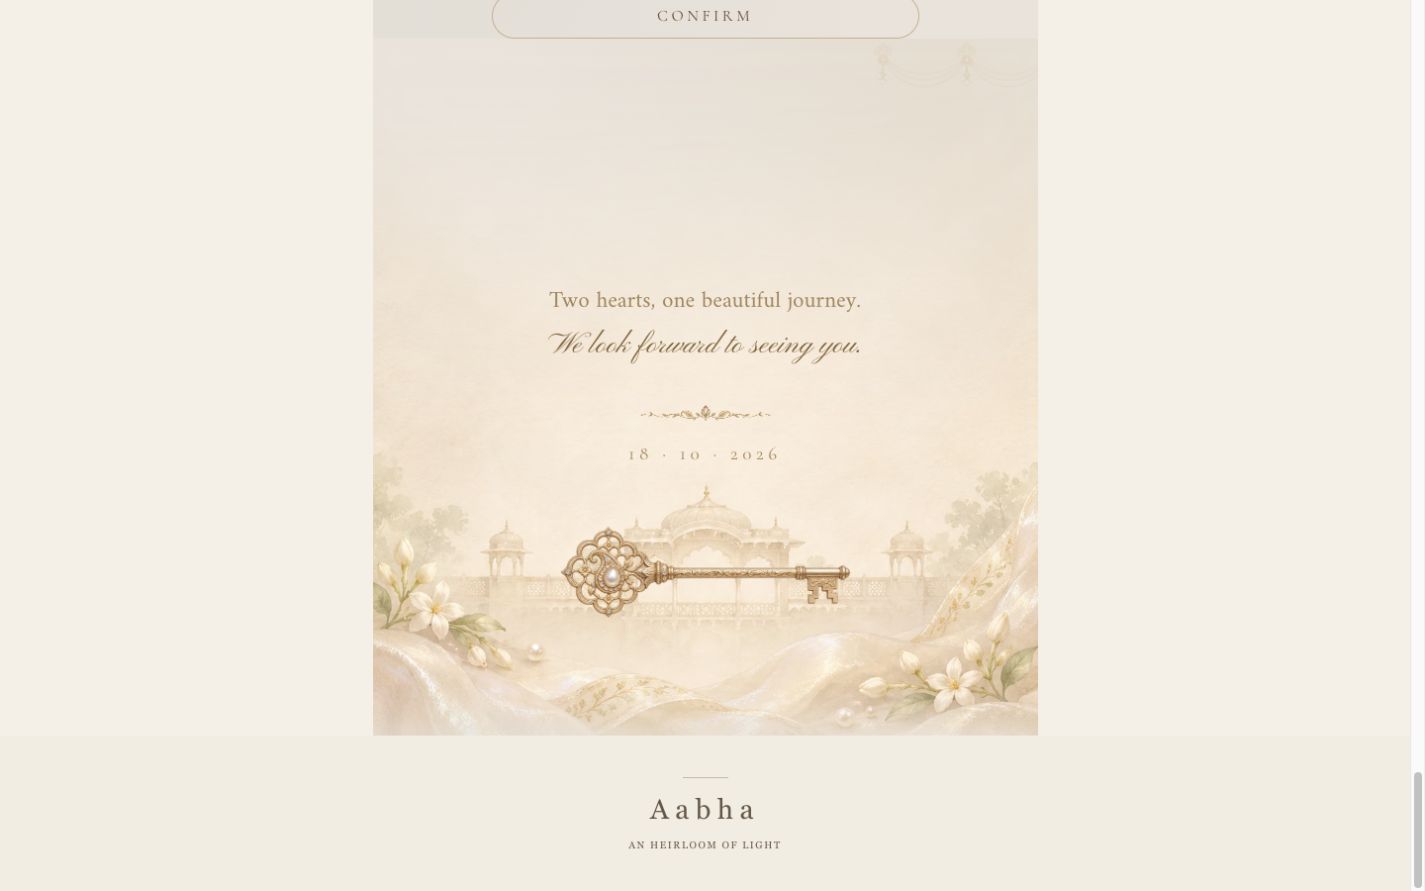 CONFIRM
Two hearts, one beautiful journey.
We look forward to seeing you.
18 · 10 · 2026
Aabha
AN HEIRLOOM OF LIGHT